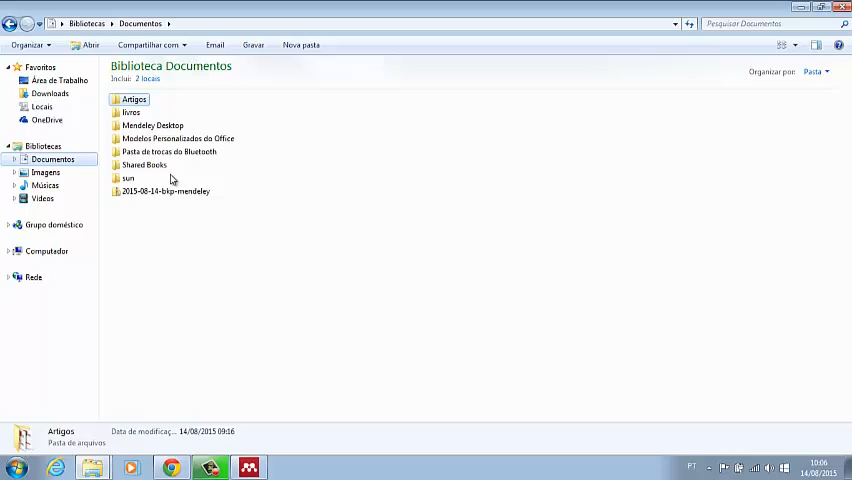 Bibliotecas Documentos
Pesquisar Documentos
Organizar Abrir Compartilhar com Email Gravar Nova pasta
Favoritos
Área de Trabalho
Downloads
Locais
OneDrive
Bibliotecas
Documentos
Imagens
Músicas
Vídeos
Grupo doméstico
Computador
Rede
Biblioteca Documentos
Inclui: 2 locais
Organizar por: Pasta
Artigos
livros
Mendeley Desktop
Modelos Personalizados do Office
Pasta de trocas do Bluetooth
Shared Books
sun
2015-08-14-bkp-mendeley
Artigos Data de modificaç... 14/08/2015 09:16
Pasta de arquivos
PT
10:06
14/08/2015